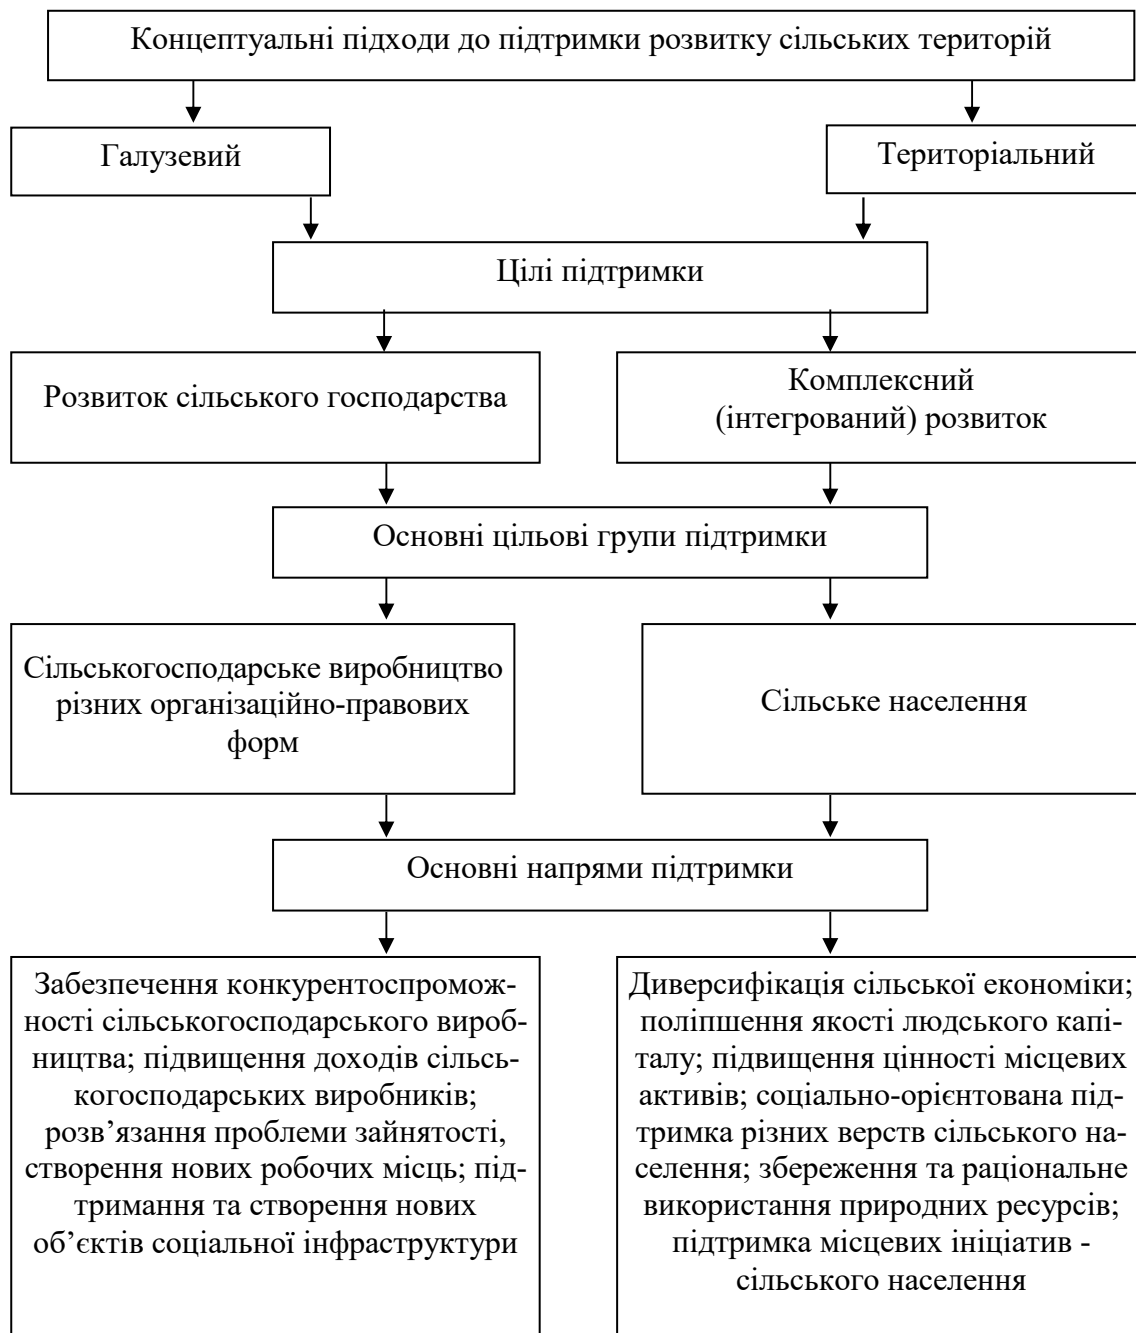 Концептуальні підходи до підтримки розвитку сільських територій
Галузевий
Територіальний
Цілі підтримки
Розвиток сільського господарства
Комплексний
(інтегрований) розвиток
Основні цільові групи підтримки
Сільськогосподарське виробництво
різних організаційно-правових
форм
Сільське населення
Основні напрями підтримки
Забезпечення конкурентоспромож-
ності сільськогосподарського вироб-
ництва; підвищення доходів сільсь-
когосподарських виробників;
розв’язання проблеми зайнятості,
створення нових робочих місць; під-
тримання та створення нових
об’єктів соціальної інфраструктури
Диверсифікація сільської економіки;
поліпшення якості людського капі-
талу; підвищення цінності місцевих
активів; соціально-орієнтована під-
тримка різних верств сільського на-
селення; збереження та раціональне
використання природних ресурсів;
підтримка місцевих ініціатив -
сільського населення